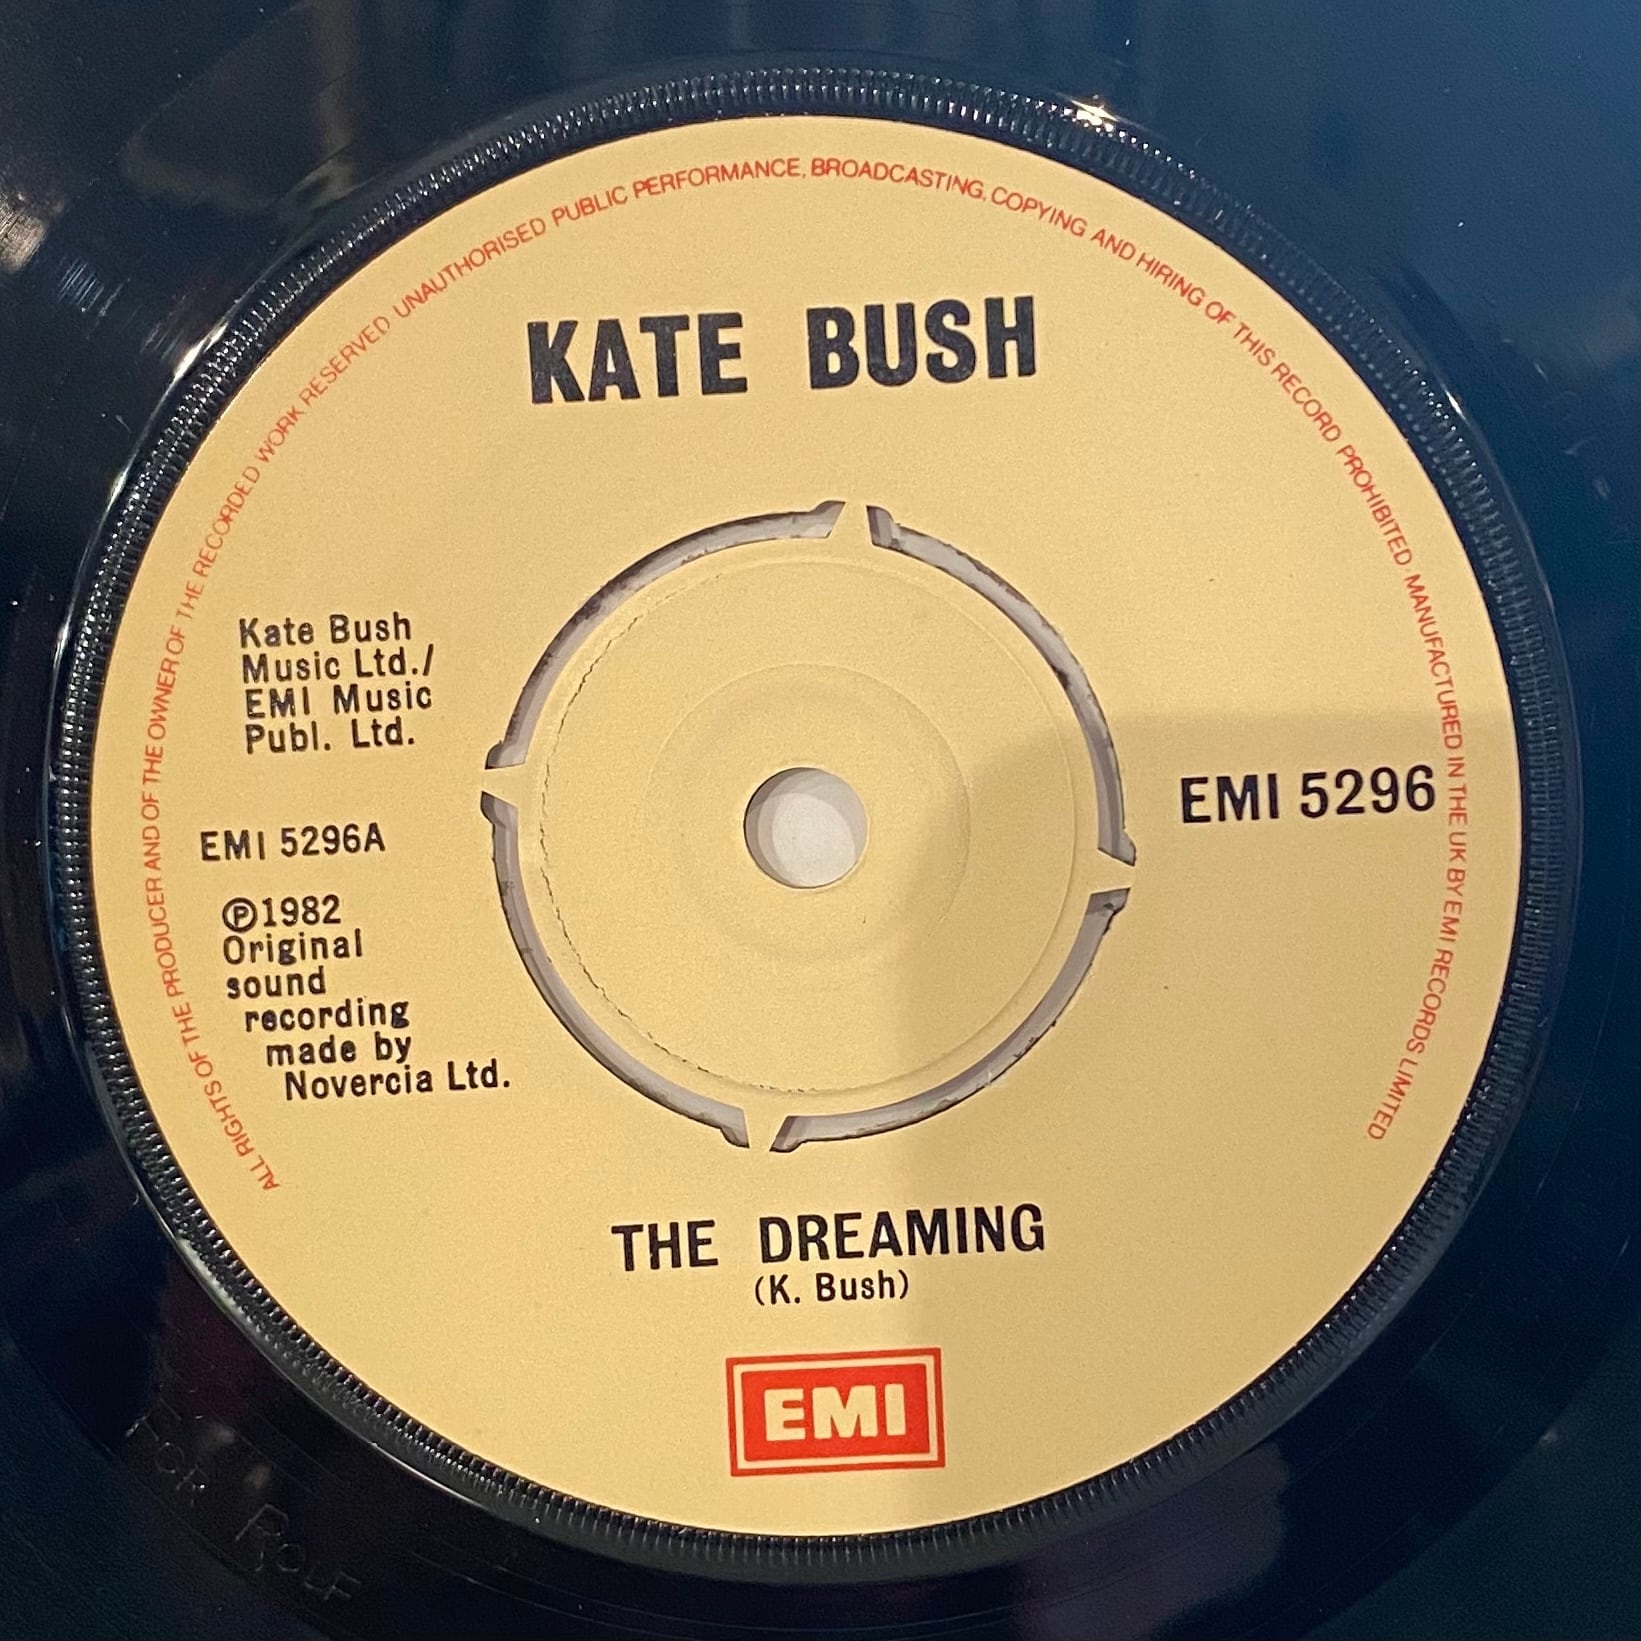 ALL RIGHTS OF THE PRODUCER AND OF THE OWNER OF THE RECORDED WORK RESERVED UNAUTHORISED PUBLIC PERFORMANCE, BROADCASTING, COPYING AND HIRING OF THIS RECORD PROHIBITED. MANUFACTURED IN THE UK BY EMI RECORDS LIMITED
KATE BUSH
Kate Bush
Music Ltd./
EMI Music
Publ. Ltd.
EMI 5296
EMI 5296A
Ⓟ1982
Original
sound
recording
made by
Novercia Ltd.
THE DREAMING
(K. Bush)
EMI
FOR ROLF